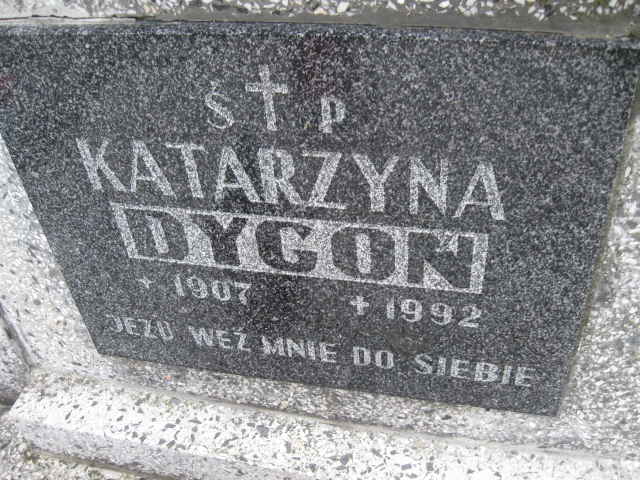 Ś † P
KATARZYNA
DYGOŃ
* 1907 + 1992
JEZU WEŹ MNIE DO SIEBIE